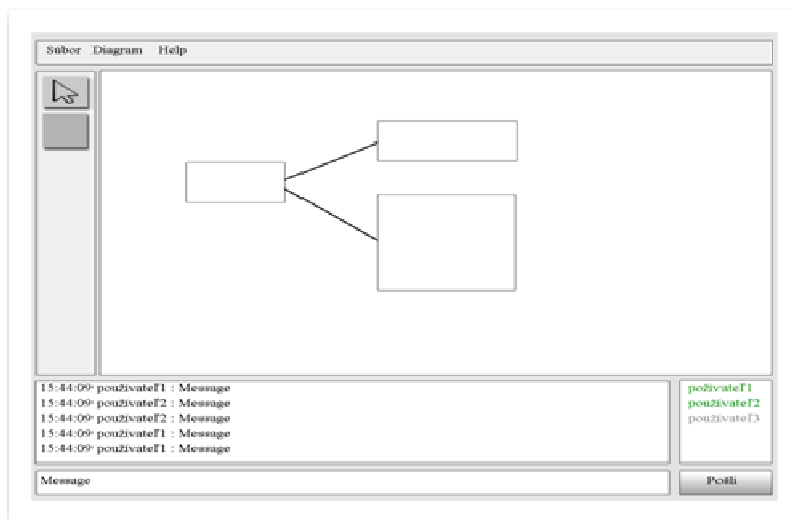 Súbor Diagram Help
15:44:09 používateľ1 : Message
15:44:09 používateľ2 : Message
15:44:09 používateľ2 : Message
15:44:09 používateľ1 : Message
15:44:09 používateľ1 : Message
poživateľ1
používateľ2
používateľ3
Message
Pošli